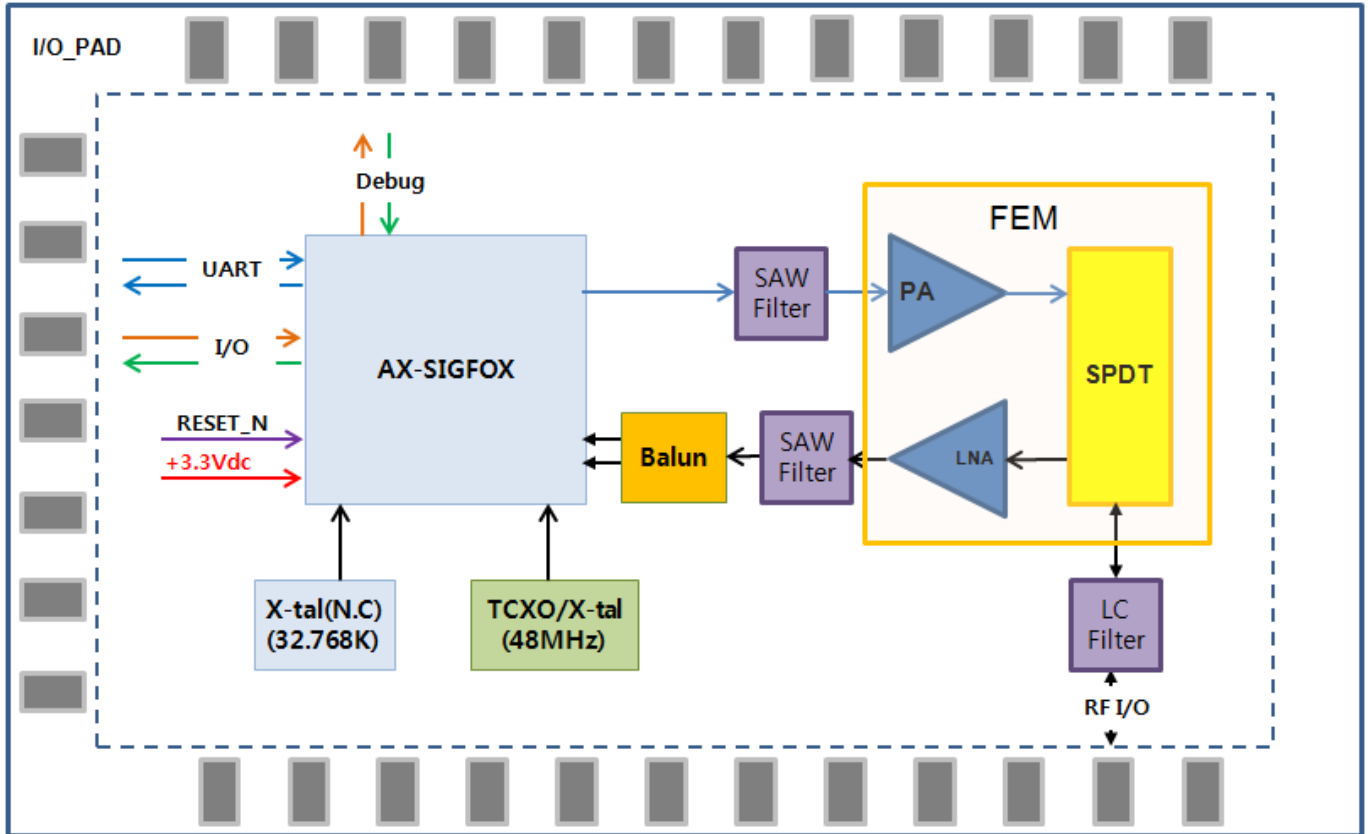 I/O_PAD
Debug
FEM
UART
SAW
Filter
PA
I/O
AX-SIGFOX
SPDT
RESET_N
+3.3Vdc
Balun
SAW
Filter
LNA
X-tal(N.C)
(32.768K)
TCXO/X-tal
(48MHz)
LC
Filter
RF I/O